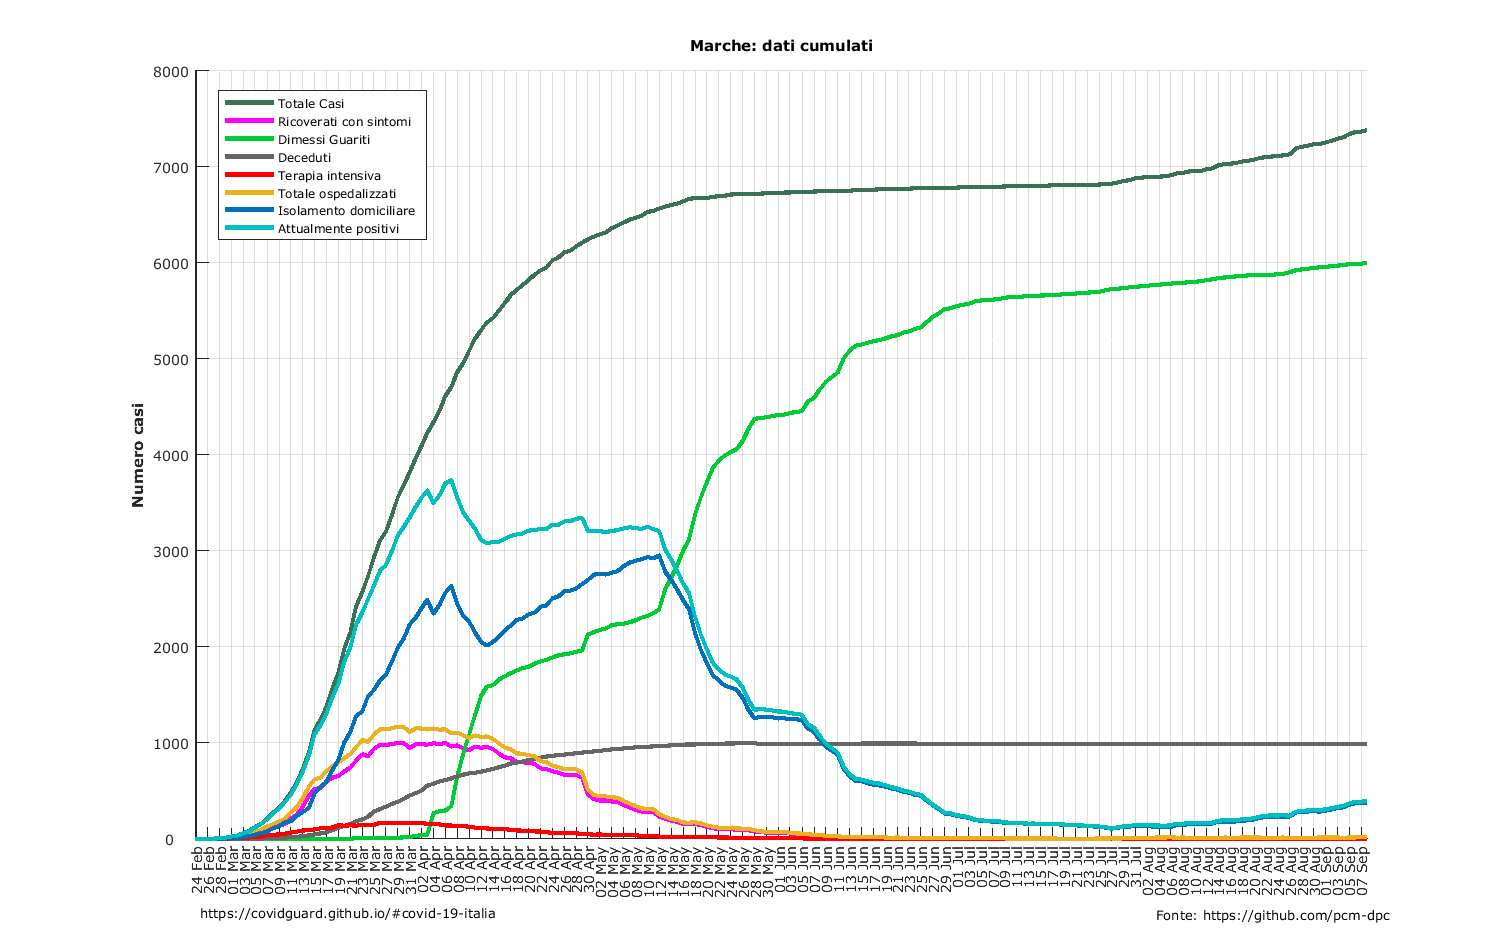 Marche: dati cumulati
8000
7000
6000
5000
4000
3000
2000
1000
0
Numero casi
Totale Casi
Ricoverati con sintomi
Dimessi Guariti
Deceduti
Terapia intensiva
Totale ospedalizzati
Isolamento domiciliare
Attualmente positivi
24 Feb
26 Feb
28 Feb
01 Mar
03 Mar
05 Mar
07 Mar
09 Mar
11 Mar
13 Mar
15 Mar
17 Mar
19 Mar
21 Mar
23 Mar
25 Mar
27 Mar
29 Mar
31 Mar
02 Apr
04 Apr
06 Apr
08 Apr
10 Apr
12 Apr
14 Apr
16 Apr
18 Apr
20 Apr
22 Apr
24 Apr
26 Apr
28 Apr
30 Apr
02 May
04 May
06 May
08 May
10 May
12 May
14 May
16 May
18 May
20 May
22 May
24 May
26 May
28 May
30 May
01 Jun
03 Jun
05 Jun
07 Jun
09 Jun
11 Jun
13 Jun
15 Jun
17 Jun
19 Jun
21 Jun
23 Jun
25 Jun
27 Jun
29 Jun
01 Jul
03 Jul
05 Jul
07 Jul
09 Jul
11 Jul
13 Jul
15 Jul
17 Jul
19 Jul
21 Jul
23 Jul
25 Jul
27 Jul
29 Jul
31 Jul
02 Aug
04 Aug
06 Aug
08 Aug
10 Aug
12 Aug
14 Aug
16 Aug
18 Aug
20 Aug
22 Aug
24 Aug
26 Aug
28 Aug
30 Aug
01 Sep
03 Sep
05 Sep
07 Sep
https://covidguard.github.io/#covid-19-italia
Fonte: https://github.com/pcm-dpc